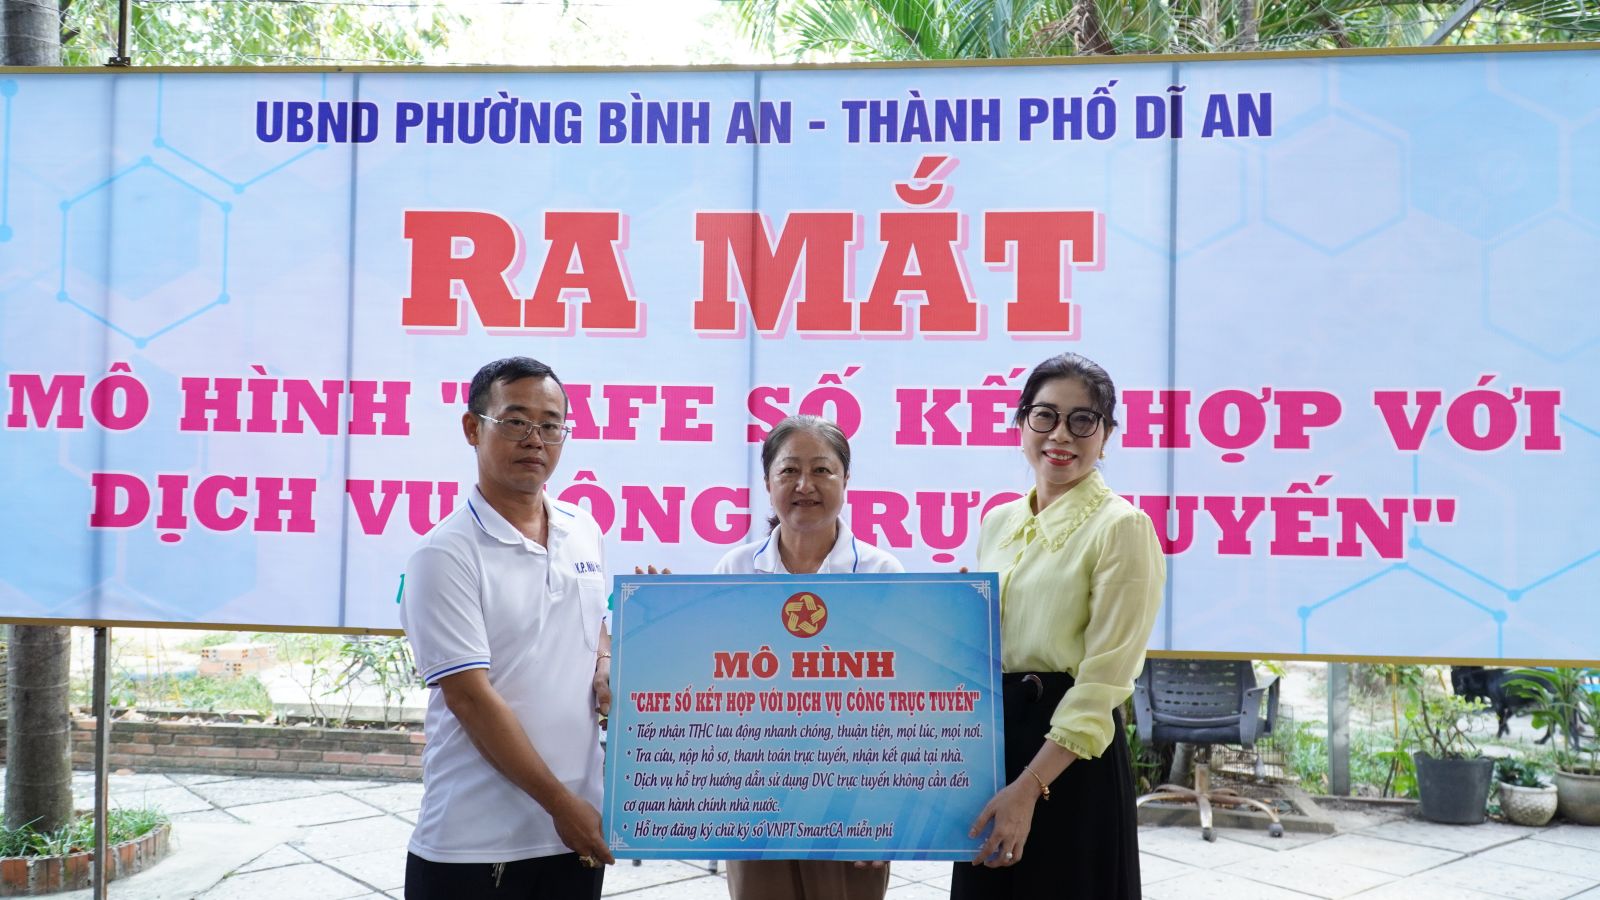 UBND PHƯỜNG BÌNH AN - THÀNH PHỐ DĨ AN
RA MẮT
MÔ HÌNH "CAFE SỐ KẾT HỢP VỚI
DỊCH VỤ CÔNG TRỰC TUYẾN"
K.P. NỘI
MÔ HÌNH
"CAFE SỐ KẾT HỢP VỚI DỊCH VỤ CÔNG TRỰC TUYẾN"
* Tiếp nhận TTHC lưu động nhanh chóng, thuận tiện, mọi lúc, mọi nơi.
* Tra cứu, nộp hồ sơ, thanh toán trực tuyến, nhận kết quả tại nhà.
* Dịch vụ hỗ trợ hướng dẫn sử dụng DVC trực tuyến không cần đến
cơ quan hành chính nhà nước.
* Hỗ trợ đăng ký chữ ký số VNPT SmartCA miễn phí